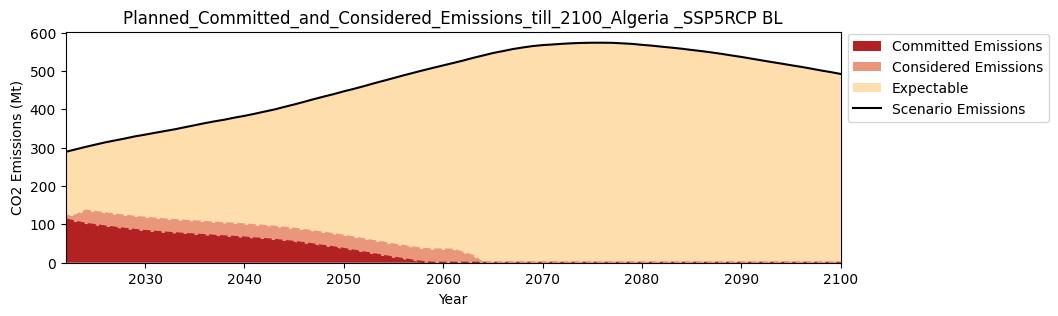 Planned_Committed_and_Considered_Emissions_till_2100_Algeria _SSP5RCP BL
Committed Emissions
Considered Emissions
Expectable
Scenario Emissions
CO2 Emissions (Mt)
600
500
400
300
200
100
0
2030 2040 2050 2060 2070 2080 2090 2100
Year